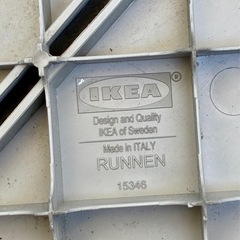 IKEA®
Design and Quality
IKEA of Sweden
Made in ITALY
RUNNEN
15346